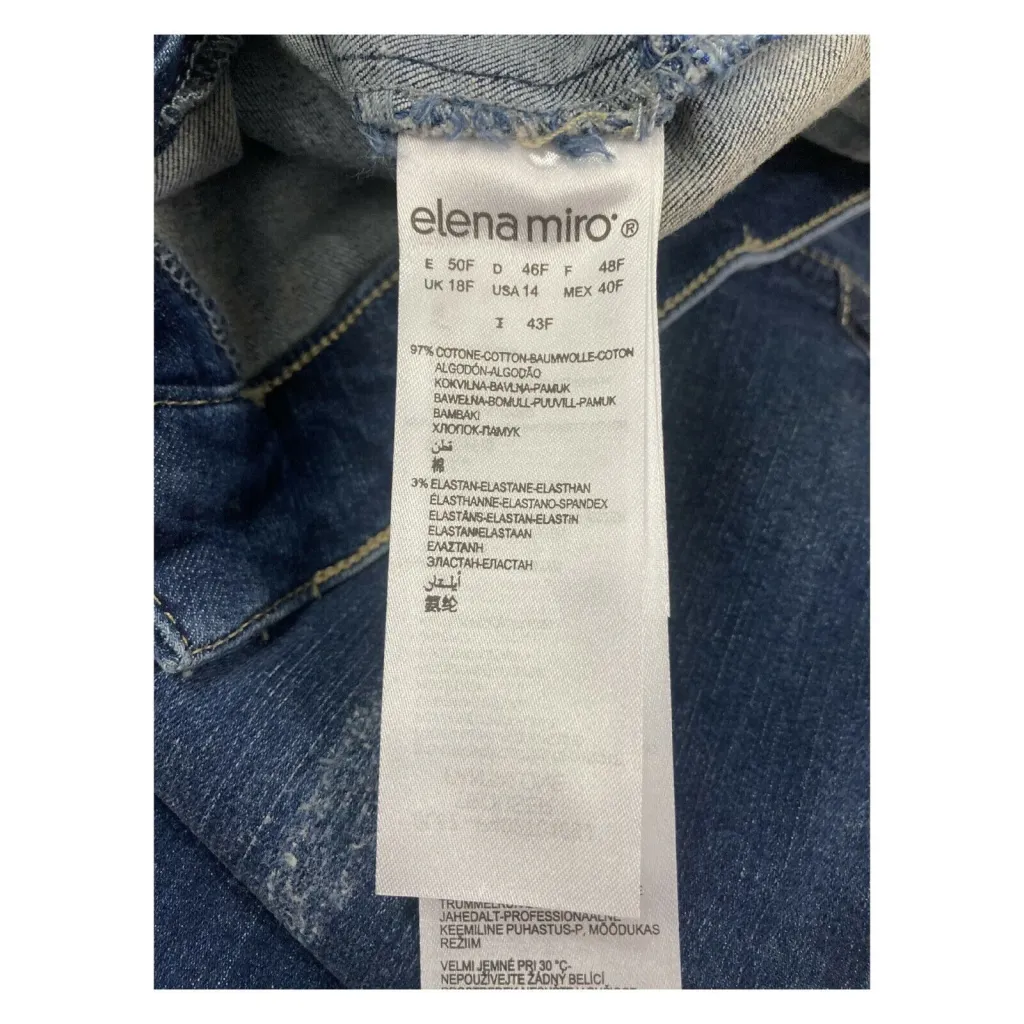 elena miro ®
E 50F D 46F F 48F
UK 18F USA 14 MEX 40F
I 43F
97% COTONE-COTTON-BAUMWOLLE-COTON
ALGODÓN-ALGODÃO
KOKVILNA-BAVLNA-PAMUK
BAWEŁNA-BOMULL-PUUVILL-PAMUK
BAMBAKI
ХЛОПОК-ПАМУК
قطن
棉
3% ELASTAN-ELASTANE-ELASTHAN
ÉLASTHANNE-ELASTANO-SPANDEX
ELASTĀNS-ELASTAN-ELASTIN
ELASTAN-ELASTAAN
ΕΛΑΣΤΑΝΗ
ЭЛАСТАН-ЕЛАСТАН
أيلستان
氨纶
JAHEDALT-PROFESSIONAALNE
KEEMILINE PUHASTUS-P, MÕÕDUKAS
REŽIIM
VELMI JEMNÉ PRI 30 °C-
NEPOUŽIVEJTE ŽÁDNÝ BELÍCÍ